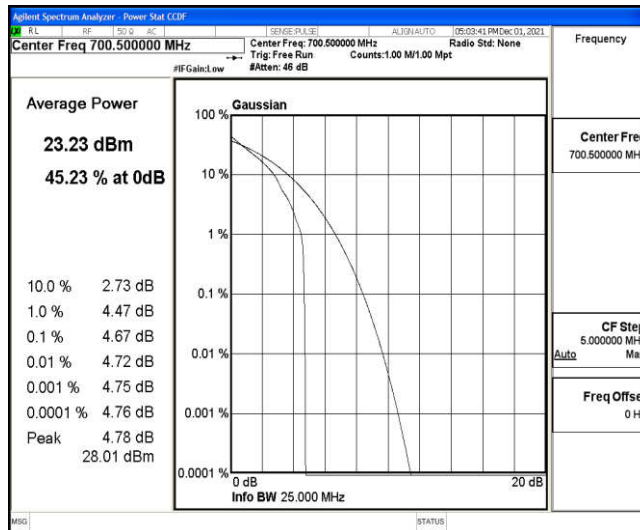 Agilent Spectrum Analyzer - Power Stat CCDF
RL RF 50 Ω AC SENSE:PULSE ALIGNAUTO 05:03:41 PM Dec 01, 2021
Center Freq 700.500000 MHz
Center Freq: 700.500000 MHz Radio Std: None
Trig: Free Run Counts:1.00 M/1.00 Mpt
#IFGain:Low #Atten: 46 dB
Frequency
Average Power
23.23 dBm
45.23 % at 0dB
10.0 % 2.73 dB
1.0 % 4.47 dB
0.1 % 4.67 dB
0.01 % 4.72 dB
0.001 % 4.75 dB
0.0001 % 4.76 dB
Peak 4.78 dB
28.01 dBm
Gaussian
100 %
10 %
1 %
0.1 %
0.01 %
0.001 %
0.0001 %
0 dB 20 dB
Info BW 25.000 MHz
Center Fre
700.500000 MH
CF Step
5.000000 MH
Auto Ma
Freq Offse
0 H
MSG STATUS